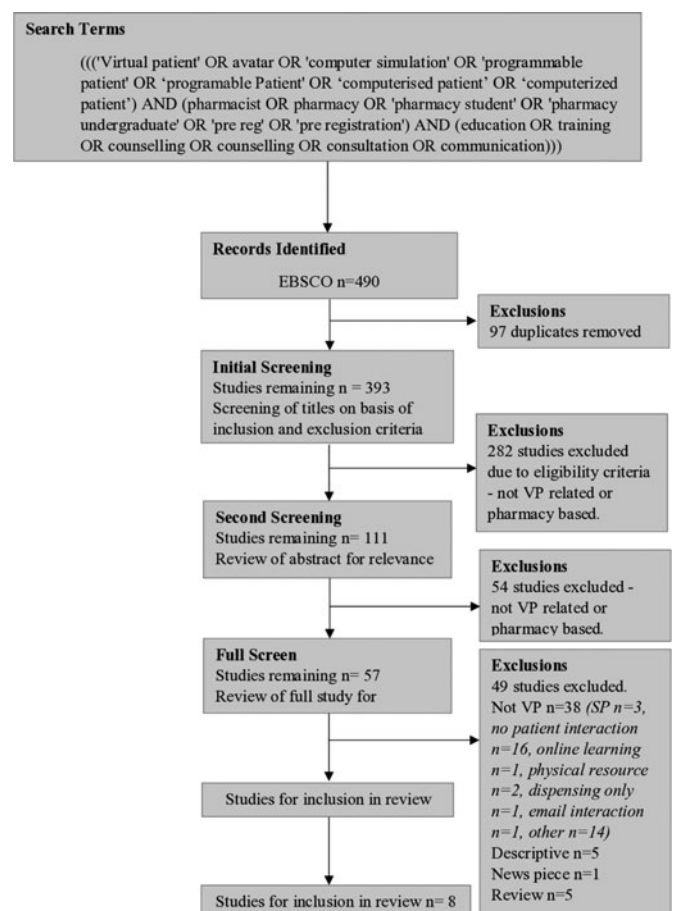 Search Terms
((('Virtual patient' OR avatar OR 'computer simulation' OR 'programmable
patient' OR ‘programable Patient' OR ‘computerised patient’ OR ‘computerized
patient’) AND (pharmacist OR pharmacy OR 'pharmacy student' OR 'pharmacy
undergraduate' OR 'pre reg' OR 'pre registration') AND (education OR training
OR counselling OR counselling OR consultation OR communication)))
Records Identified
EBSCO n=490
Exclusions
97 duplicates removed
Initial Screening
Studies remaining n = 393
Screening of titles on basis of
inclusion and exclusion criteria
Exclusions
282 studies excluded
due to eligibility criteria
- not VP related or
pharmacy based.
Second Screening
Studies remaining n= 111
Review of abstract for relevance
Exclusions
54 studies excluded -
not VP related or
pharmacy based.
Full Screen
Studies remaining n= 57
Review of full study for
Exclusions
49 studies excluded.
Not VP n=38 (SP n=3,
no patient interaction
n=16, online learning
n=1, physical resource
n=2, dispensing only
n=1, email interaction
n=1, other n=14)
Descriptive n=5
News piece n=1
Review n=5
Studies for inclusion in review
Studies for inclusion in review n= 8